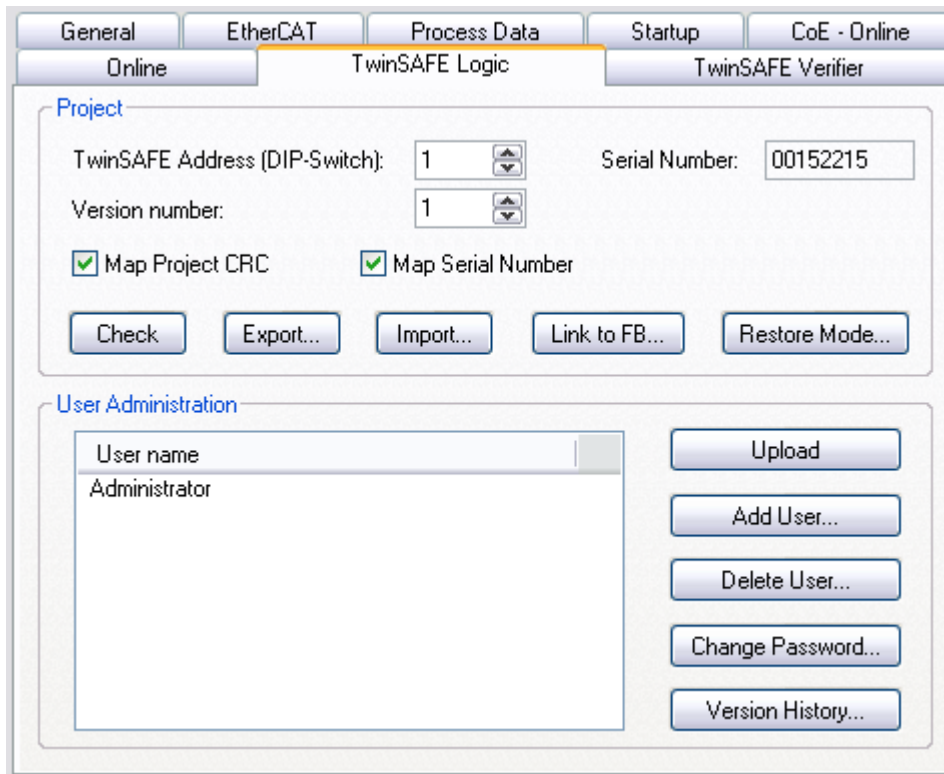 General EtherCAT Process Data Startup CoE - Online
Online TwinSAFE Logic TwinSAFE Verifier
Project
TwinSAFE Address (DIP-Switch): 1 Serial Number: 00152215
Version number: 1
Map Project CRC Map Serial Number
Check Export... Import... Link to FB... Restore Mode...
User Administration
User name
Administrator
Upload
Add User...
Delete User...
Change Password...
Version History...